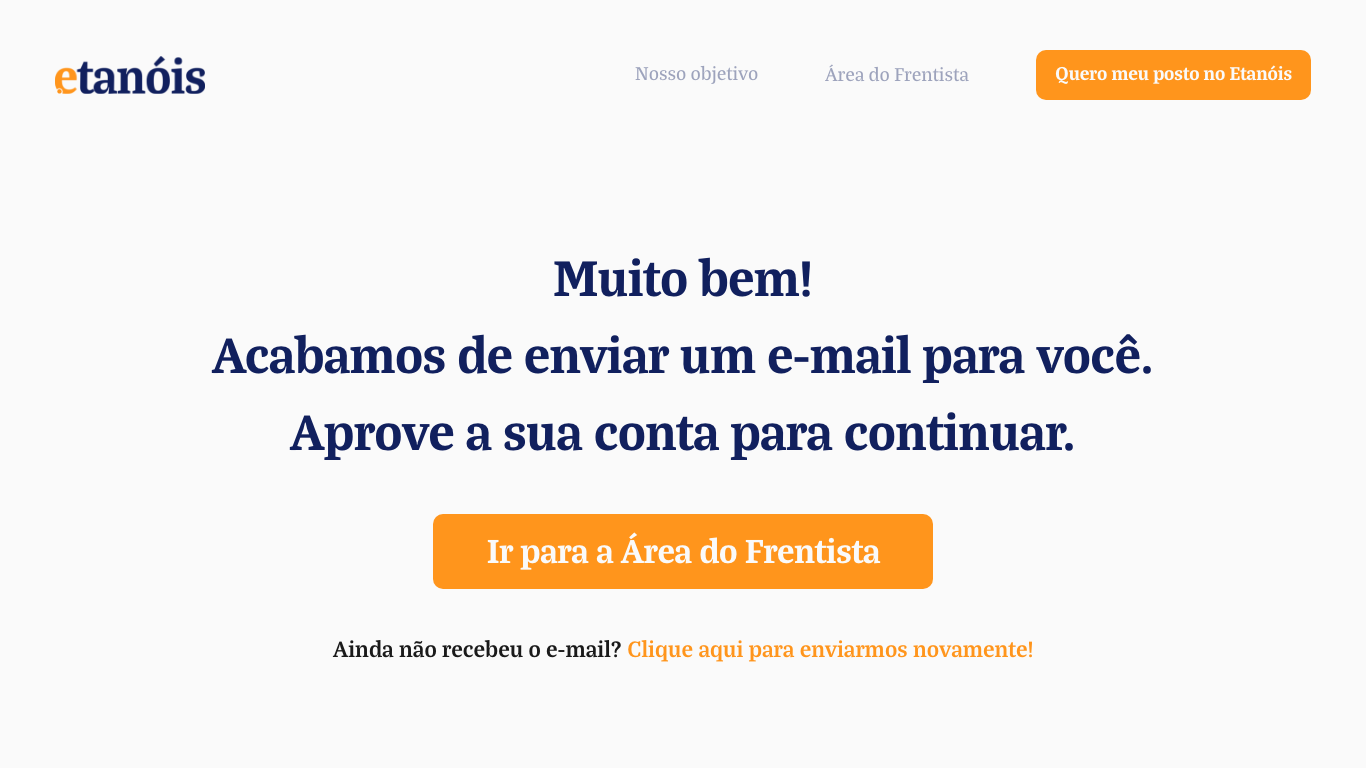 etanóis
Nosso objetivo
Área do Frentista
Quero meu posto no Etanóis
Muito bem!
Acabamos de enviar um e-mail para você.
Aprove a sua conta para continuar.
Ir para a Área do Frentista
Ainda não recebeu o e-mail? Clique aqui para enviarmos novamente!